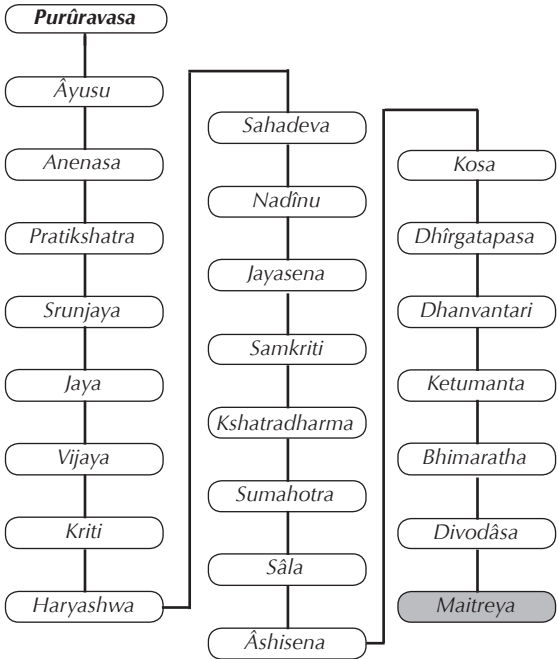 Purûravasa
Âyusu
Anenasa
Pratikshatra
Srunjaya
Jaya
Vijaya
Kriti
Haryashwa
Sahadeva
Nadînu
Jayasena
Samkriti
Kshatradharma
Sumahotra
Sâla
Âshisena
Kosa
Dhîrgatapasa
Dhanvantari
Ketumanta
Bhimaratha
Divodâsa
Maitreya